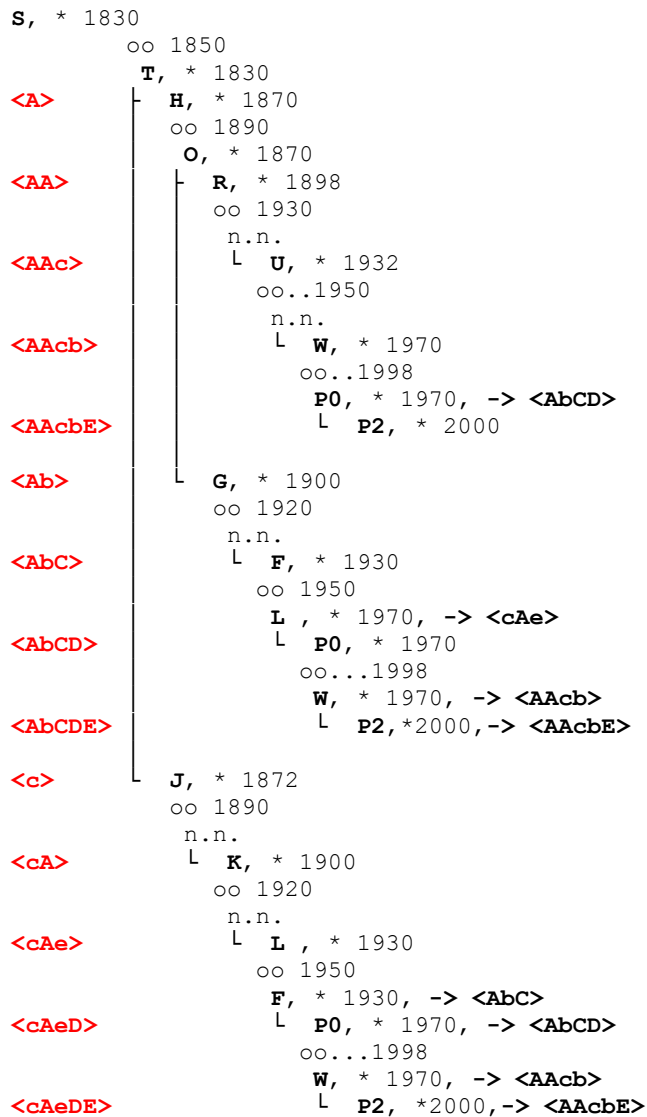 S, * 1830
oo 1850
T, * 1830
<A> ├ H, * 1870
│ oo 1890
│ O, * 1870
<AA> │ ├ R, * 1898
│ │ oo 1930
│ │ n.n.
<AAc> │ │ └ U, * 1932
│ │ oo..1950
│ │ n.n.
<AAcb> │ │ └ W, * 1970
│ │ oo..1998
│ │ P0, * 1970, -> <AbCD>
<AAcbE> │ │ └ P2, * 2000
│ │
<Ab> │ └ G, * 1900
│ oo 1920
│ n.n.
<AbC> │ └ F, * 1930
│ oo 1950
│ L , * 1970, -> <cAe>
<AbCD> │ └ P0, * 1970
│ oo...1998
│ W, * 1970, -> <AAcb>
<AbCDE> │ └ P2,*2000,-> <AAcbE>
│
<c> └ J, * 1872
oo 1890
n.n.
<cA> └ K, * 1900
oo 1920
n.n.
<cAe> └ L , * 1930
oo 1950
F, * 1930, -> <AbC>
<cAeD> └ P0, * 1970, -> <AbCD>
oo...1998
W, * 1970, -> <AAcb>
<cAeDE> └ P2, *2000,-> <AAcbE>